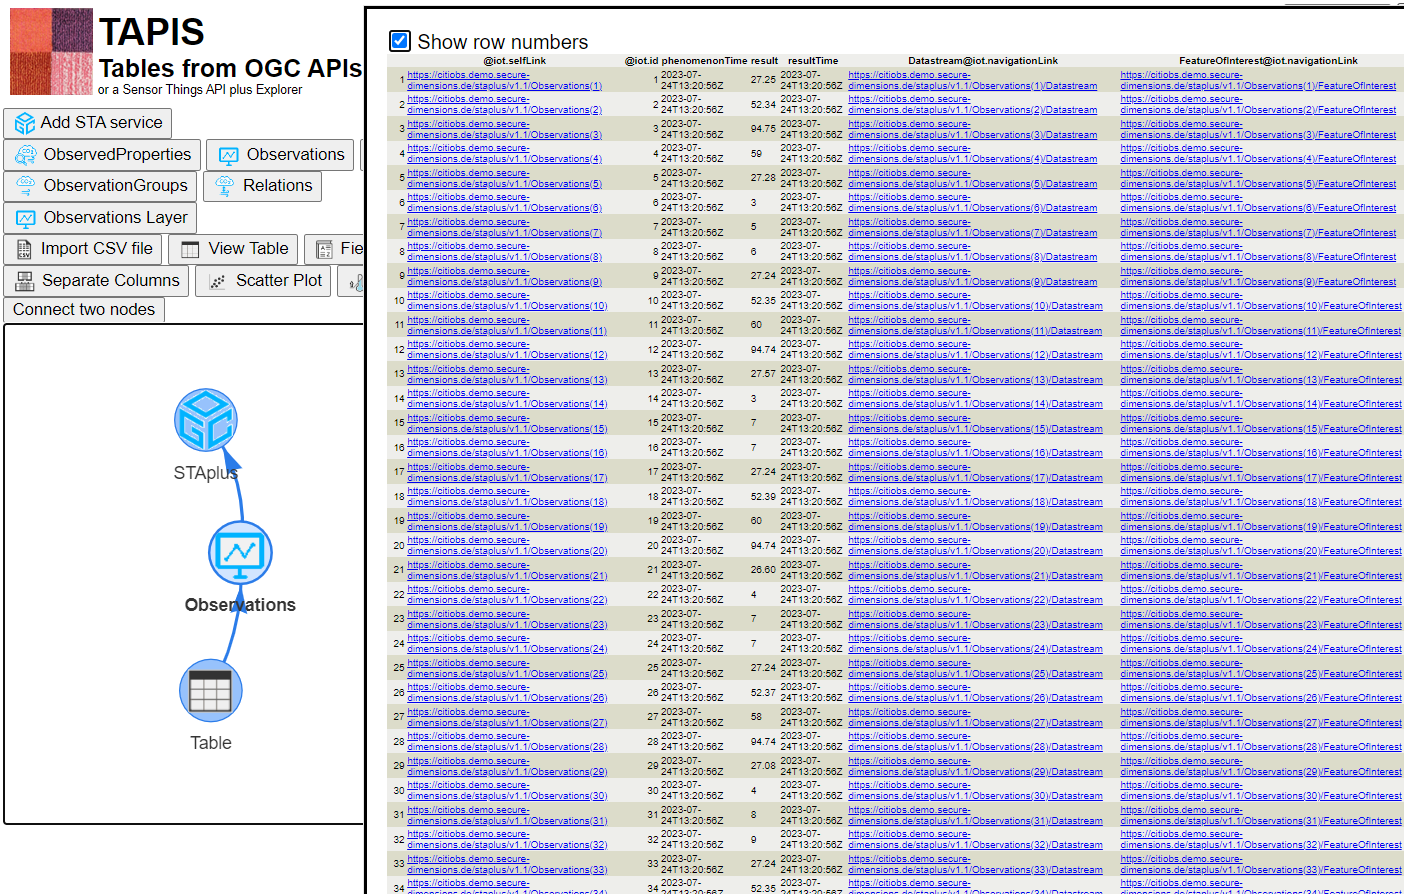 TAPIS
Tables from OGC APIs
or a Sensor Things API plus Explorer
Add STA service
ObservedProperties
Observations
ObservationGroups
Relations
Observations Layer
Import CSV file
View Table
Fie
Separate Columns
Scatter Plot
Connect two nodes
STAplus
Observations
Table
Show row numbers
@iot.selfLink @iot.id phenomenonTime result resultTime Datastream@iot.navigationLink FeatureOfInterest@iot.navigationLink
1 https://citiobs.demo.secure-dimensions.de/staplus/v1.1/Observations(1) 1 2023-07-24T13:20:56Z 27.25 2023-07-24T13:20:56Z https://citiobs.demo.secure-dimensions.de/staplus/v1.1/Observations(1)/Datastream https://citiobs.demo.secure-dimensions.de/staplus/v1.1/Observations(1)/FeatureOfInterest
2 https://citiobs.demo.secure-dimensions.de/staplus/v1.1/Observations(2) 2 2023-07-24T13:20:56Z 52.34 2023-07-24T13:20:56Z https://citiobs.demo.secure-dimensions.de/staplus/v1.1/Observations(2)/Datastream https://citiobs.demo.secure-dimensions.de/staplus/v1.1/Observations(2)/FeatureOfInterest
3 https://citiobs.demo.secure-dimensions.de/staplus/v1.1/Observations(3) 3 2023-07-24T13:20:56Z 94.75 2023-07-24T13:20:56Z https://citiobs.demo.secure-dimensions.de/staplus/v1.1/Observations(3)/Datastream https://citiobs.demo.secure-dimensions.de/staplus/v1.1/Observations(3)/FeatureOfInterest
4 https://citiobs.demo.secure-dimensions.de/staplus/v1.1/Observations(4) 4 2023-07-24T13:20:56Z 59 2023-07-24T13:20:56Z https://citiobs.demo.secure-dimensions.de/staplus/v1.1/Observations(4)/Datastream https://citiobs.demo.secure-dimensions.de/staplus/v1.1/Observations(4)/FeatureOfInterest
5 https://citiobs.demo.secure-dimensions.de/staplus/v1.1/Observations(5) 5 2023-07-24T13:20:56Z 27.28 2023-07-24T13:20:56Z https://citiobs.demo.secure-dimensions.de/staplus/v1.1/Observations(5)/Datastream https://citiobs.demo.secure-dimensions.de/staplus/v1.1/Observations(5)/FeatureOfInterest
6 https://citiobs.demo.secure-dimensions.de/staplus/v1.1/Observations(6) 6 2023-07-24T13:20:56Z 3 2023-07-24T13:20:56Z https://citiobs.demo.secure-dimensions.de/staplus/v1.1/Observations(6)/Datastream https://citiobs.demo.secure-dimensions.de/staplus/v1.1/Observations(6)/FeatureOfInterest
7 https://citiobs.demo.secure-dimensions.de/staplus/v1.1/Observations(7) 7 2023-07-24T13:20:56Z 5 2023-07-24T13:20:56Z https://citiobs.demo.secure-dimensions.de/staplus/v1.1/Observations(7)/Datastream https://citiobs.demo.secure-dimensions.de/staplus/v1.1/Observations(7)/FeatureOfInterest
8 https://citiobs.demo.secure-dimensions.de/staplus/v1.1/Observations(8) 8 2023-07-24T13:20:56Z 6 2023-07-24T13:20:56Z https://citiobs.demo.secure-dimensions.de/staplus/v1.1/Observations(8)/Datastream https://citiobs.demo.secure-dimensions.de/staplus/v1.1/Observations(8)/FeatureOfInterest
9 https://citiobs.demo.secure-dimensions.de/staplus/v1.1/Observations(9) 9 2023-07-24T13:20:56Z 27.24 2023-07-24T13:20:56Z https://citiobs.demo.secure-dimensions.de/staplus/v1.1/Observations(9)/Datastream https://citiobs.demo.secure-dimensions.de/staplus/v1.1/Observations(9)/FeatureOfInterest
10 https://citiobs.demo.secure-dimensions.de/staplus/v1.1/Observations(10) 10 2023-07-24T13:20:56Z 52.35 2023-07-24T13:20:56Z https://citiobs.demo.secure-dimensions.de/staplus/v1.1/Observations(10)/Datastream https://citiobs.demo.secure-dimensions.de/staplus/v1.1/Observations(10)/FeatureOfInterest
11 https://citiobs.demo.secure-dimensions.de/staplus/v1.1/Observations(11) 11 2023-07-24T13:20:56Z 60 2023-07-24T13:20:56Z https://citiobs.demo.secure-dimensions.de/staplus/v1.1/Observations(11)/Datastream https://citiobs.demo.secure-dimensions.de/staplus/v1.1/Observations(11)/FeatureOfInterest
12 https://citiobs.demo.secure-dimensions.de/staplus/v1.1/Observations(12) 12 2023-07-24T13:20:56Z 94.74 2023-07-24T13:20:56Z https://citiobs.demo.secure-dimensions.de/staplus/v1.1/Observations(12)/Datastream https://citiobs.demo.secure-dimensions.de/staplus/v1.1/Observations(12)/FeatureOfInterest
13 https://citiobs.demo.secure-dimensions.de/staplus/v1.1/Observations(13) 13 2023-07-24T13:20:56Z 27.57 2023-07-24T13:20:56Z https://citiobs.demo.secure-dimensions.de/staplus/v1.1/Observations(13)/Datastream https://citiobs.demo.secure-dimensions.de/staplus/v1.1/Observations(13)/FeatureOfInterest
14 https://citiobs.demo.secure-dimensions.de/staplus/v1.1/Observations(14) 14 2023-07-24T13:20:56Z 3 2023-07-24T13:20:56Z https://citiobs.demo.secure-dimensions.de/staplus/v1.1/Observations(14)/Datastream https://citiobs.demo.secure-dimensions.de/staplus/v1.1/Observations(14)/FeatureOfInterest
15 https://citiobs.demo.secure-dimensions.de/staplus/v1.1/Observations(15) 15 2023-07-24T13:20:56Z 7 2023-07-24T13:20:56Z https://citiobs.demo.secure-dimensions.de/staplus/v1.1/Observations(15)/Datastream https://citiobs.demo.secure-dimensions.de/staplus/v1.1/Observations(15)/FeatureOfInterest
16 https://citiobs.demo.secure-dimensions.de/staplus/v1.1/Observations(16) 16 2023-07-24T13:20:56Z 7 2023-07-24T13:20:56Z https://citiobs.demo.secure-dimensions.de/staplus/v1.1/Observations(16)/Datastream https://citiobs.demo.secure-dimensions.de/staplus/v1.1/Observations(16)/FeatureOfInterest
17 https://citiobs.demo.secure-dimensions.de/staplus/v1.1/Observations(17) 17 2023-07-24T13:20:56Z 27.24 2023-07-24T13:20:56Z https://citiobs.demo.secure-dimensions.de/staplus/v1.1/Observations(17)/Datastream https://citiobs.demo.secure-dimensions.de/staplus/v1.1/Observations(17)/FeatureOfInterest
18 https://citiobs.demo.secure-dimensions.de/staplus/v1.1/Observations(18) 18 2023-07-24T13:20:56Z 52.39 2023-07-24T13:20:56Z https://citiobs.demo.secure-dimensions.de/staplus/v1.1/Observations(18)/Datastream https://citiobs.demo.secure-dimensions.de/staplus/v1.1/Observations(18)/FeatureOfInterest
19 https://citiobs.demo.secure-dimensions.de/staplus/v1.1/Observations(19) 19 2023-07-24T13:20:56Z 60 2023-07-24T13:20:56Z https://citiobs.demo.secure-dimensions.de/staplus/v1.1/Observations(19)/Datastream https://citiobs.demo.secure-dimensions.de/staplus/v1.1/Observations(19)/FeatureOfInterest
20 https://citiobs.demo.secure-dimensions.de/staplus/v1.1/Observations(20) 20 2023-07-24T13:20:56Z 94.74 2023-07-24T13:20:56Z https://citiobs.demo.secure-dimensions.de/staplus/v1.1/Observations(20)/Datastream https://citiobs.demo.secure-dimensions.de/staplus/v1.1/Observations(20)/FeatureOfInterest
21 https://citiobs.demo.secure-dimensions.de/staplus/v1.1/Observations(21) 21 2023-07-24T13:20:56Z 26.60 2023-07-24T13:20:56Z https://citiobs.demo.secure-dimensions.de/staplus/v1.1/Observations(21)/Datastream https://citiobs.demo.secure-dimensions.de/staplus/v1.1/Observations(21)/FeatureOfInterest
22 https://citiobs.demo.secure-dimensions.de/staplus/v1.1/Observations(22) 22 2023-07-24T13:20:56Z 4 2023-07-24T13:20:56Z https://citiobs.demo.secure-dimensions.de/staplus/v1.1/Observations(22)/Datastream https://citiobs.demo.secure-dimensions.de/staplus/v1.1/Observations(22)/FeatureOfInterest
23 https://citiobs.demo.secure-dimensions.de/staplus/v1.1/Observations(23) 23 2023-07-24T13:20:56Z 7 2023-07-24T13:20:56Z https://citiobs.demo.secure-dimensions.de/staplus/v1.1/Observations(23)/Datastream https://citiobs.demo.secure-dimensions.de/staplus/v1.1/Observations(23)/FeatureOfInterest
24 https://citiobs.demo.secure-dimensions.de/staplus/v1.1/Observations(24) 24 2023-07-24T13:20:56Z 7 2023-07-24T13:20:56Z https://citiobs.demo.secure-dimensions.de/staplus/v1.1/Observations(24)/Datastream https://citiobs.demo.secure-dimensions.de/staplus/v1.1/Observations(24)/FeatureOfInterest
25 https://citiobs.demo.secure-dimensions.de/staplus/v1.1/Observations(25) 25 2023-07-24T13:20:56Z 27.24 2023-07-24T13:20:56Z https://citiobs.demo.secure-dimensions.de/staplus/v1.1/Observations(25)/Datastream https://citiobs.demo.secure-dimensions.de/staplus/v1.1/Observations(25)/FeatureOfInterest
26 https://citiobs.demo.secure-dimensions.de/staplus/v1.1/Observations(26) 26 2023-07-24T13:20:56Z 52.37 2023-07-24T13:20:56Z https://citiobs.demo.secure-dimensions.de/staplus/v1.1/Observations(26)/Datastream https://citiobs.demo.secure-dimensions.de/staplus/v1.1/Observations(26)/FeatureOfInterest
27 https://citiobs.demo.secure-dimensions.de/staplus/v1.1/Observations(27) 27 2023-07-24T13:20:56Z 58 2023-07-24T13:20:56Z https://citiobs.demo.secure-dimensions.de/staplus/v1.1/Observations(27)/Datastream https://citiobs.demo.secure-dimensions.de/staplus/v1.1/Observations(27)/FeatureOfInterest
28 https://citiobs.demo.secure-dimensions.de/staplus/v1.1/Observations(28) 28 2023-07-24T13:20:56Z 94.74 2023-07-24T13:20:56Z https://citiobs.demo.secure-dimensions.de/staplus/v1.1/Observations(28)/Datastream https://citiobs.demo.secure-dimensions.de/staplus/v1.1/Observations(28)/FeatureOfInterest
29 https://citiobs.demo.secure-dimensions.de/staplus/v1.1/Observations(29) 29 2023-07-24T13:20:56Z 27.08 2023-07-24T13:20:56Z https://citiobs.demo.secure-dimensions.de/staplus/v1.1/Observations(29)/Datastream https://citiobs.demo.secure-dimensions.de/staplus/v1.1/Observations(29)/FeatureOfInterest
30 https://citiobs.demo.secure-dimensions.de/staplus/v1.1/Observations(30) 30 2023-07-24T13:20:56Z 4 2023-07-24T13:20:56Z https://citiobs.demo.secure-dimensions.de/staplus/v1.1/Observations(30)/Datastream https://citiobs.demo.secure-dimensions.de/staplus/v1.1/Observations(30)/FeatureOfInterest
31 https://citiobs.demo.secure-dimensions.de/staplus/v1.1/Observations(31) 31 2023-07-24T13:20:56Z 8 2023-07-24T13:20:56Z https://citiobs.demo.secure-dimensions.de/staplus/v1.1/Observations(31)/Datastream https://citiobs.demo.secure-dimensions.de/staplus/v1.1/Observations(31)/FeatureOfInterest
32 https://citiobs.demo.secure-dimensions.de/staplus/v1.1/Observations(32) 32 2023-07-24T13:20:56Z 9 2023-07-24T13:20:56Z https://citiobs.demo.secure-dimensions.de/staplus/v1.1/Observations(32)/Datastream https://citiobs.demo.secure-dimensions.de/staplus/v1.1/Observations(32)/FeatureOfInterest
33 https://citiobs.demo.secure-dimensions.de/staplus/v1.1/Observations(33) 33 2023-07-24T13:20:56Z 27.24 2023-07-24T13:20:56Z https://citiobs.demo.secure-dimensions.de/staplus/v1.1/Observations(33)/Datastream https://citiobs.demo.secure-dimensions.de/staplus/v1.1/Observations(33)/FeatureOfInterest
34 https://citiobs.demo.secure- 34 2023-07- 52.35 2023-07- https://citiobs.demo.secure- https://citiobs.demo.secure-